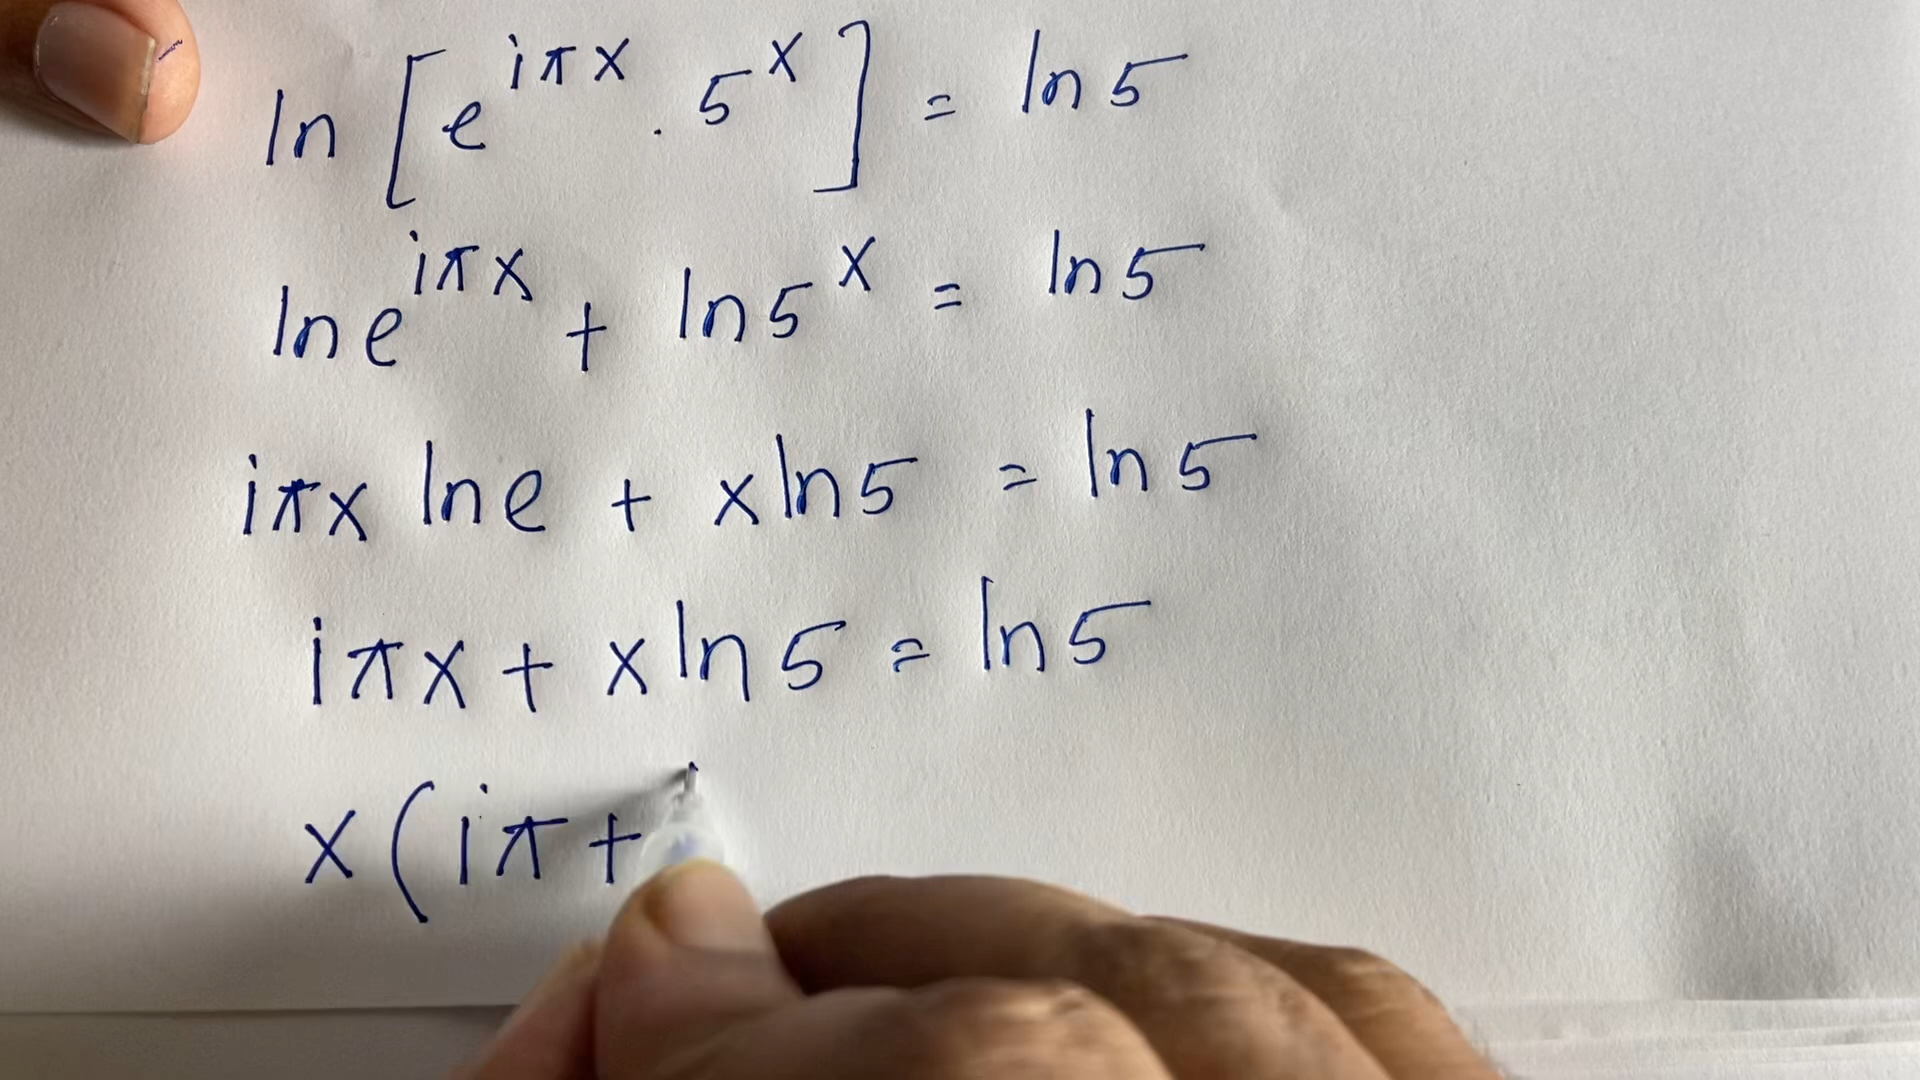 ln [e^{iπx} · 5^x] = ln 5
ln e^{iπx} + ln 5^x = ln 5
iπx ln e + x ln 5 = ln 5
iπx + x ln 5 = ln 5
x (iπ +